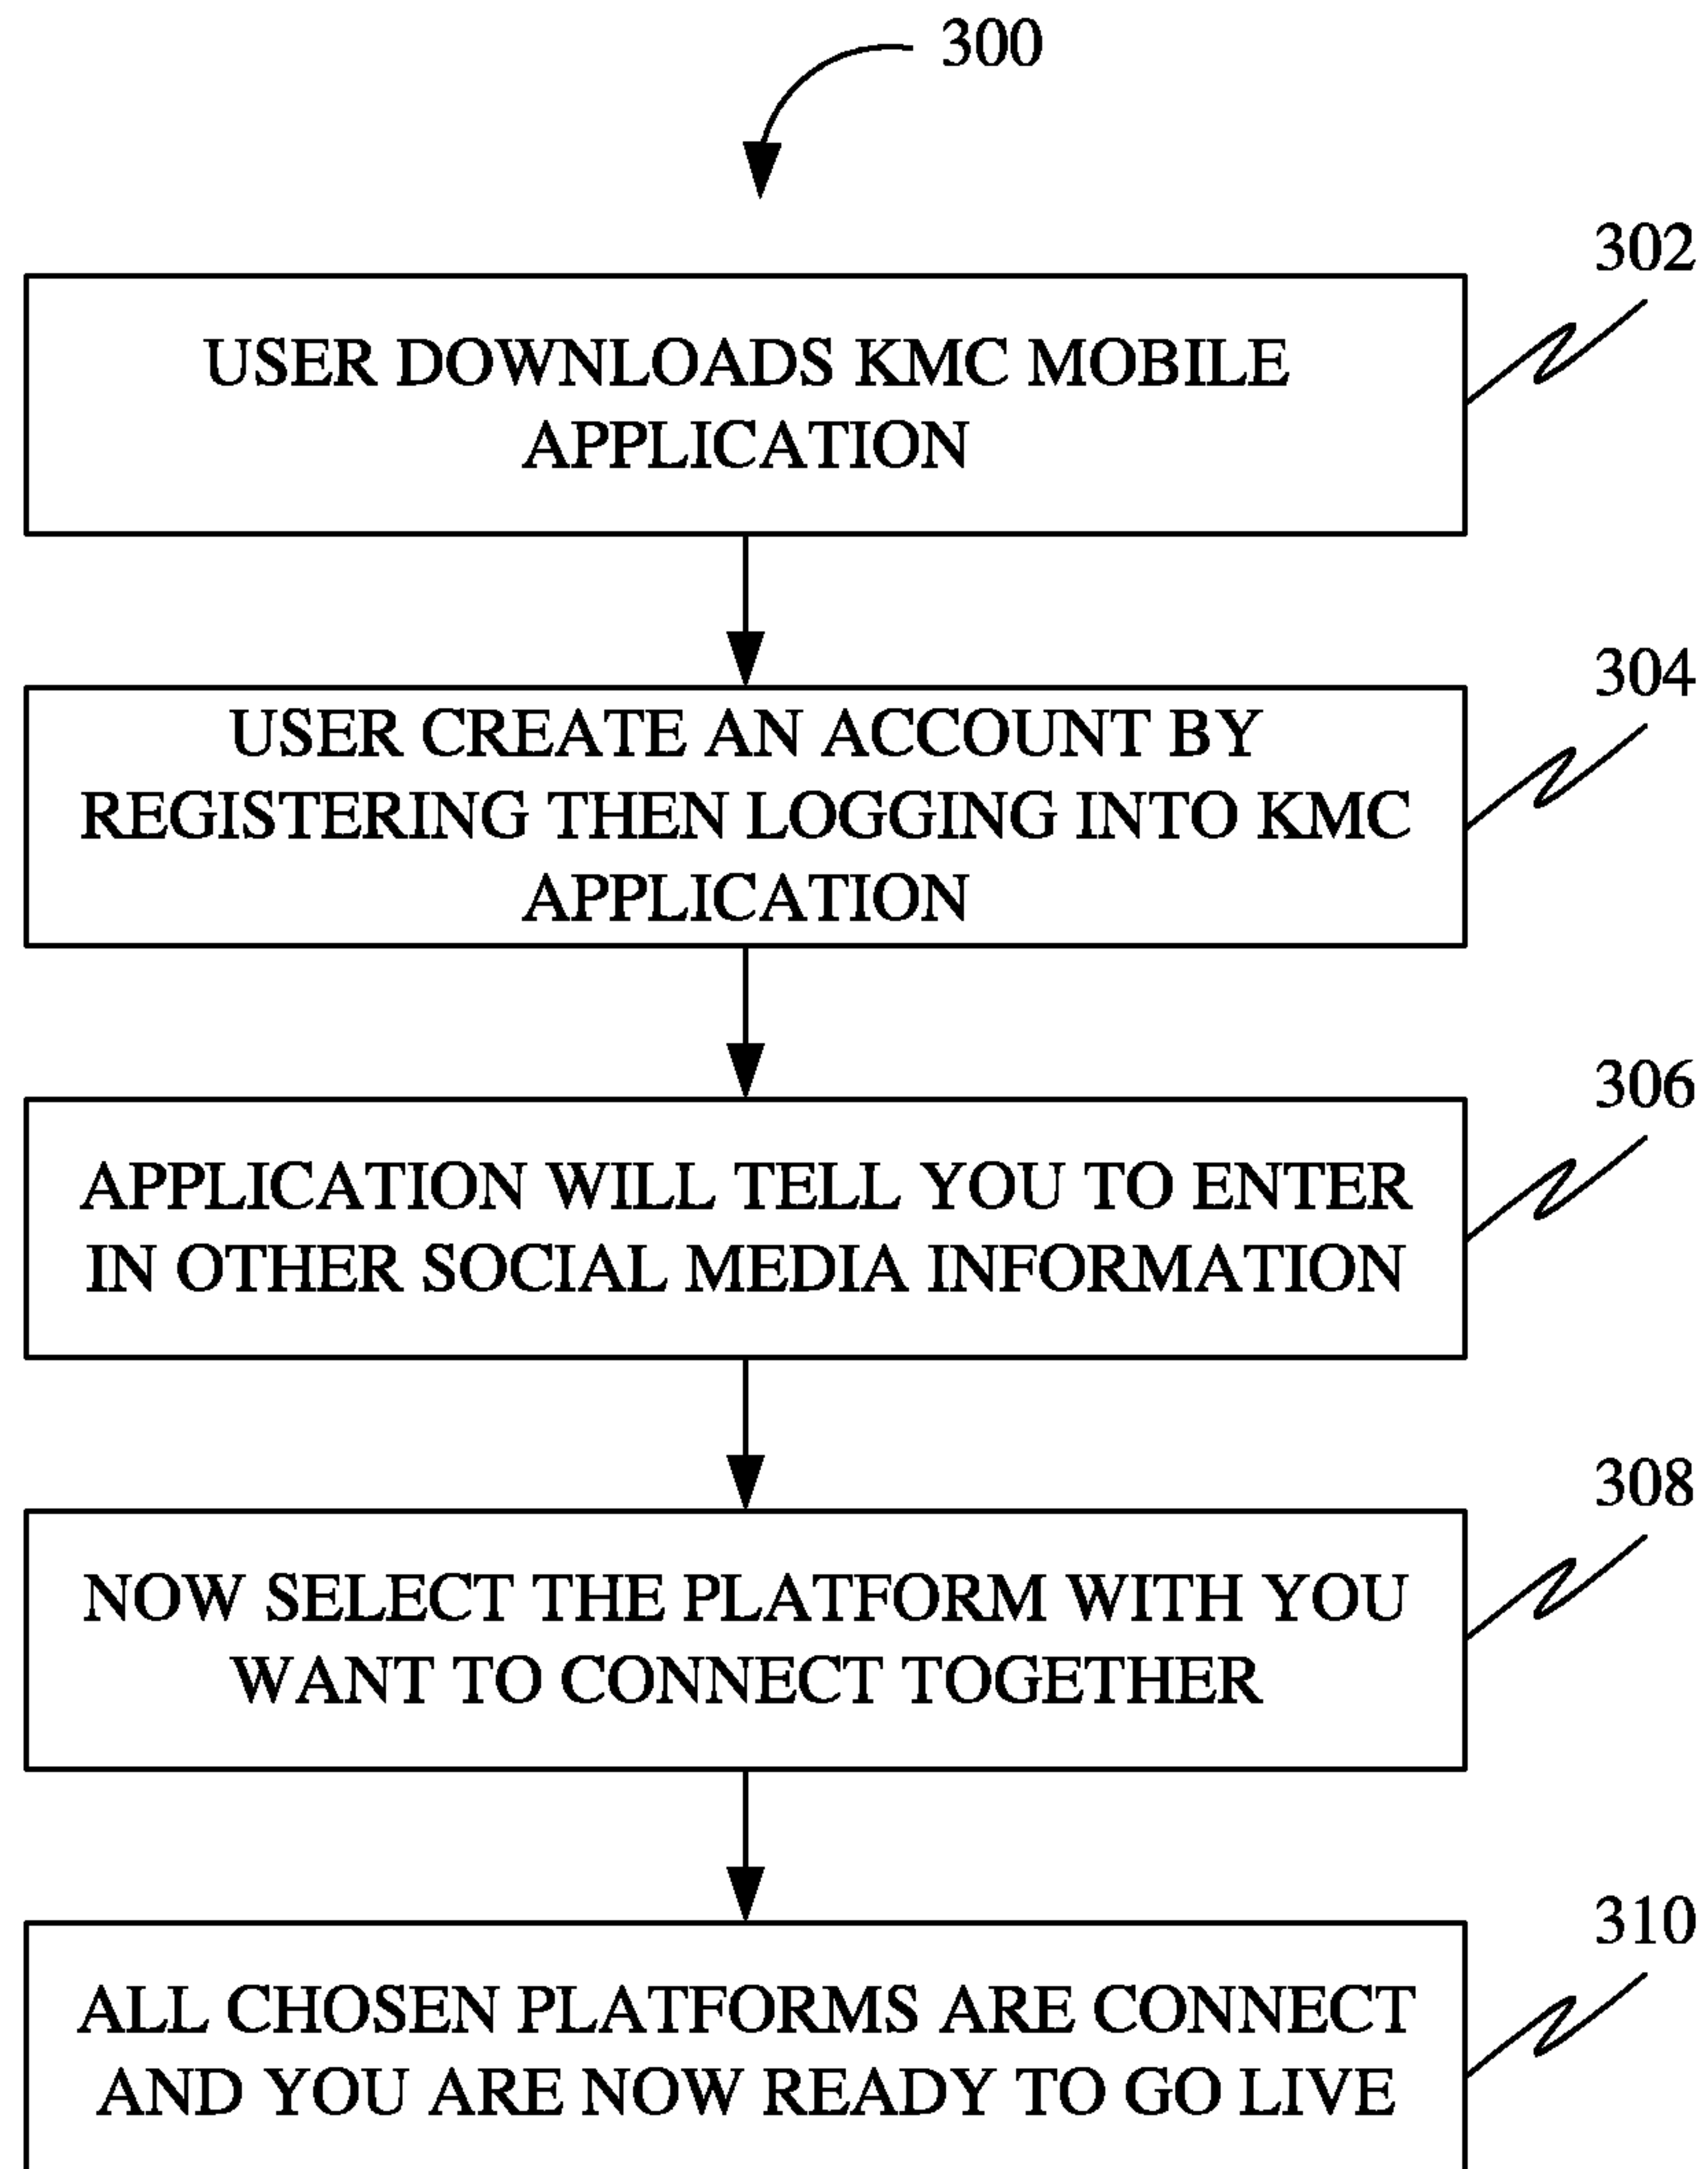 300
302
USER DOWNLOADS KMC MOBILE
APPLICATION
304
USER CREATE AN ACCOUNT BY
REGISTERING THEN LOGGING INTO KMC
APPLICATION
306
APPLICATION WILL TELL YOU TO ENTER
IN OTHER SOCIAL MEDIA INFORMATION
308
NOW SELECT THE PLATFORM WITH YOU
WANT TO CONNECT TOGETHER
310
ALL CHOSEN PLATFORMS ARE CONNECT
AND YOU ARE NOW READY TO GO LIVE